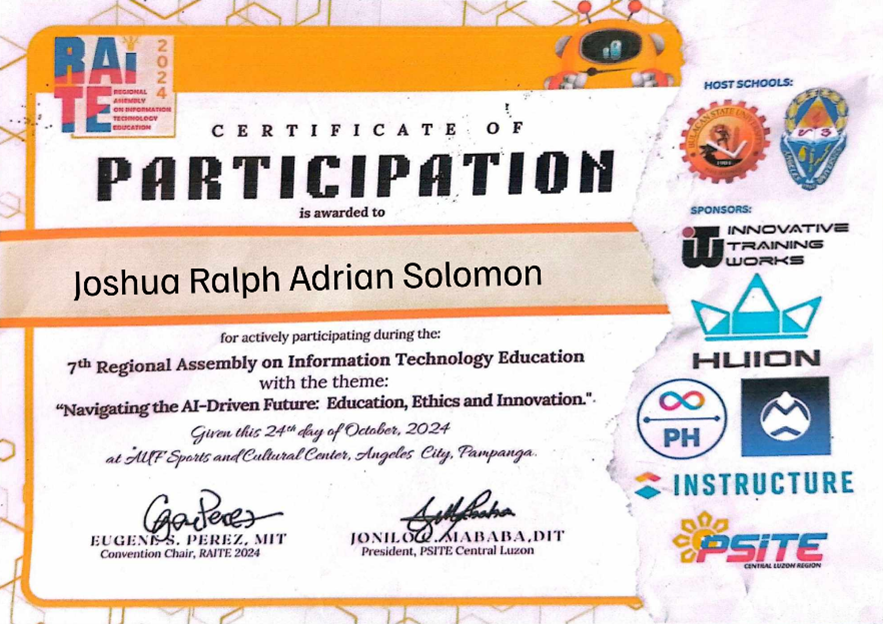 RAiTE 2024
REGIONAL
ASSEMBLY
ON INFORMATION
TECHNOLOGY
EDUCATION
CERTIFICATE OF
PARTICIPATION
is awarded to
Joshua Ralph Adrian Solomon
for actively participating during the:
7th Regional Assembly on Information Technology Education
with the theme:
“Navigating the AI-Driven Future: Education, Ethics and Innovation.".
Given this 24th day of October, 2024
at AUF Sports and Cultural Center, Angeles City, Pampanga.
EUGENE S. PEREZ, MIT
Convention Chair, RAITE 2024
JONILO C. MABABA, DIT
President, PSITE Central Luzon
HOST SCHOOLS:
BULACAN STATE UNIVERSITY
SPONSORS:
INNOVATIVE
TRAINING
WORKS
HUION
PH
INSTRUCTURE
PSiTE
CENTRAL LUZON REGION